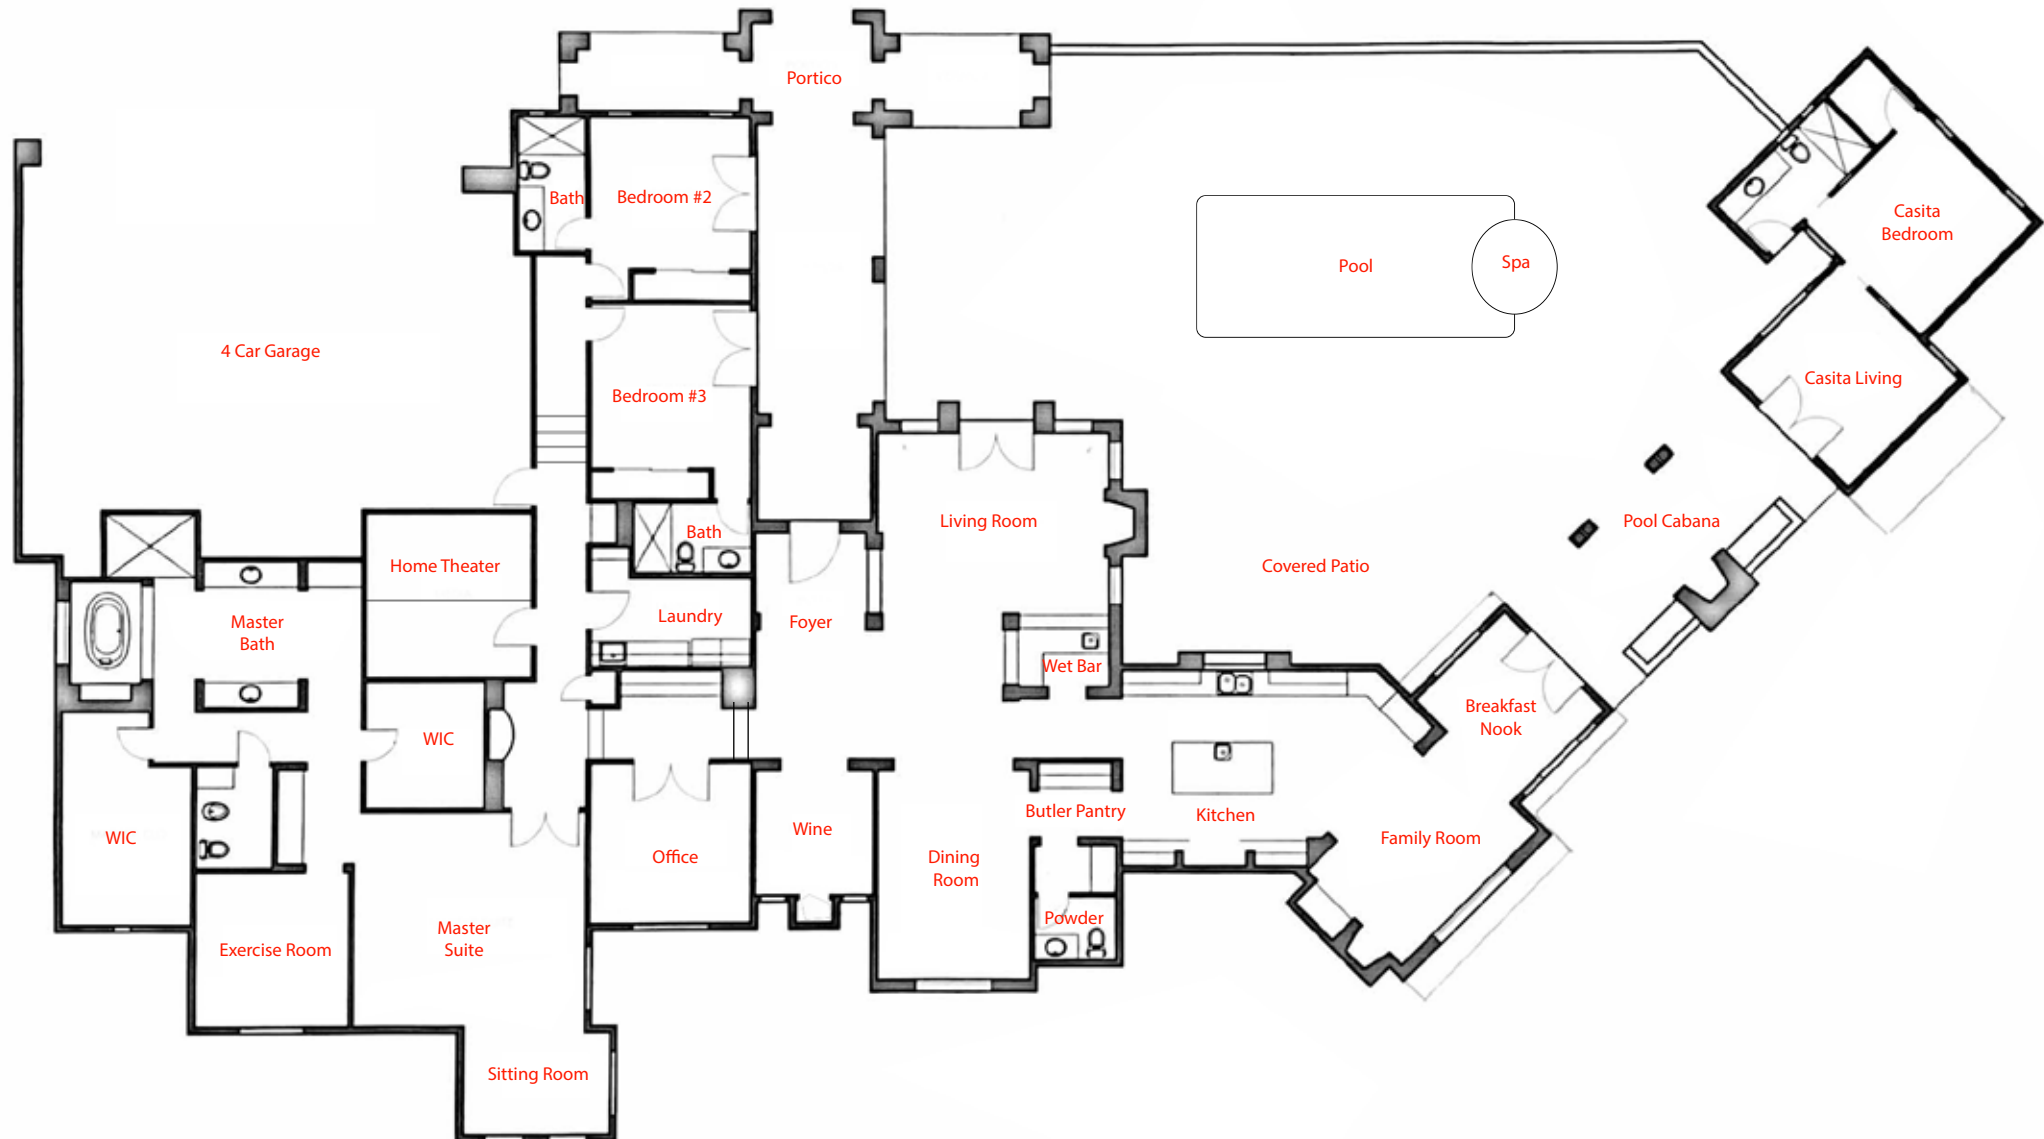 Portico
Bath
Bedroom #2
Casita
Bedroom
Pool
Spa
4 Car Garage
Bedroom #3
Casita Living
Living Room
Pool Cabana
Bath
Home Theater
Covered Patio
Laundry
Foyer
Master
Bath
Wet Bar
Breakfast
Nook
WIC
Butler Pantry
Kitchen
WIC
Wine
Family Room
Office
Dining
Room
Powder
Master
Suite
Exercise Room
Sitting Room